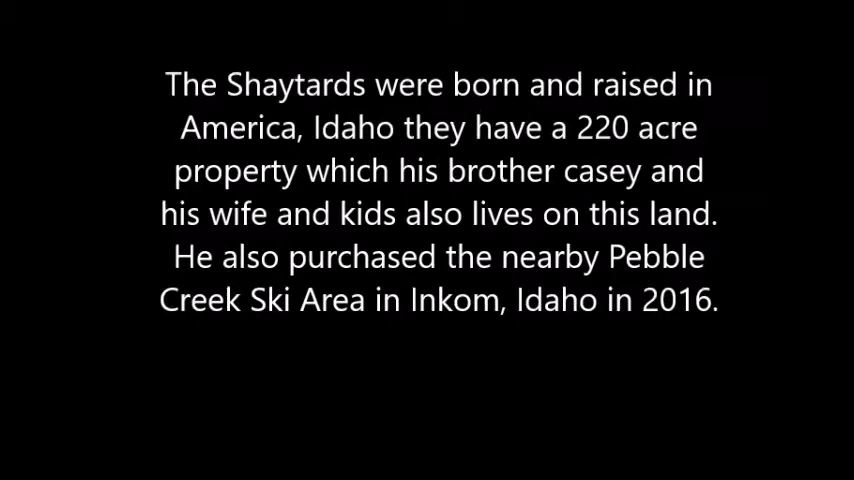 The Shaytards were born and raised in
America, Idaho they have a 220 acre
property which his brother casey and
his wife and kids also lives on this land.
He also purchased the nearby Pebble
Creek Ski Area in Inkom, Idaho in 2016.